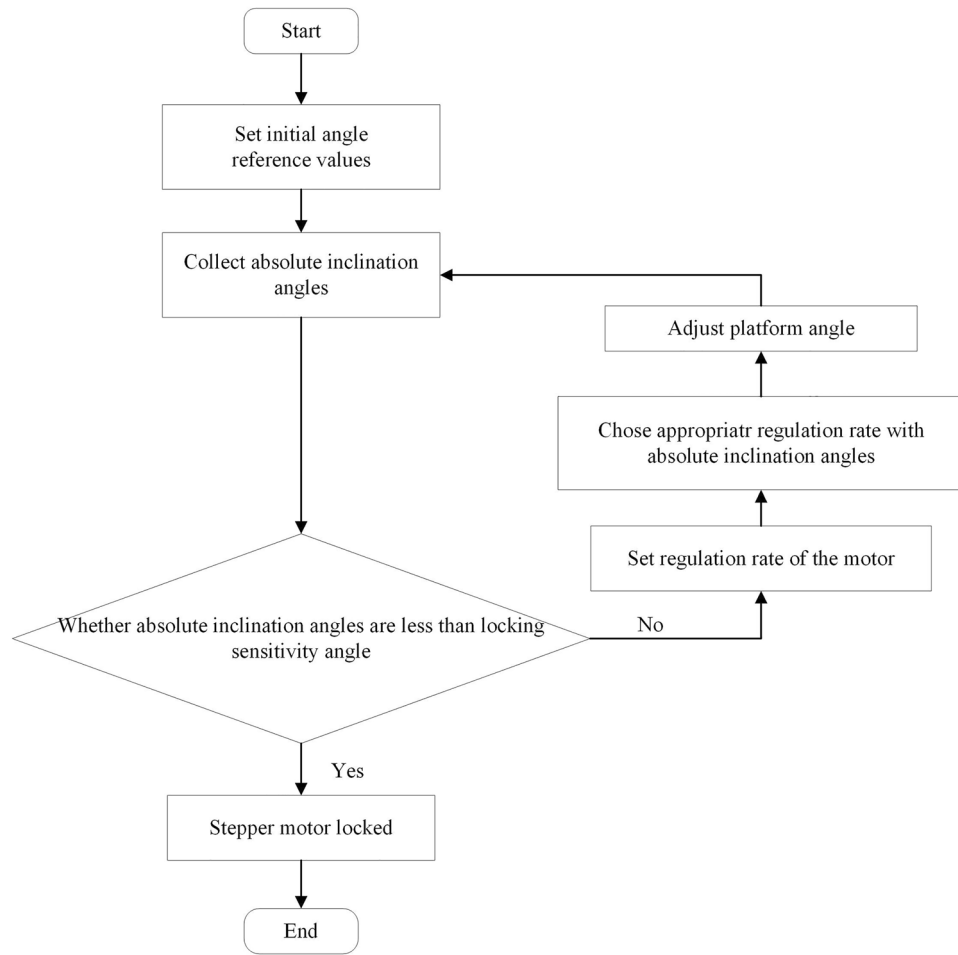 Start
Set initial angle
reference values
Collect absolute inclination
angles
Adjust platform angle
Chose appropriatr regulation rate with
absolute inclination angles
Set regulation rate of the motor
Whether absolute inclination angles are less than locking
sensitivity angle
No
Yes
Stepper motor locked
End